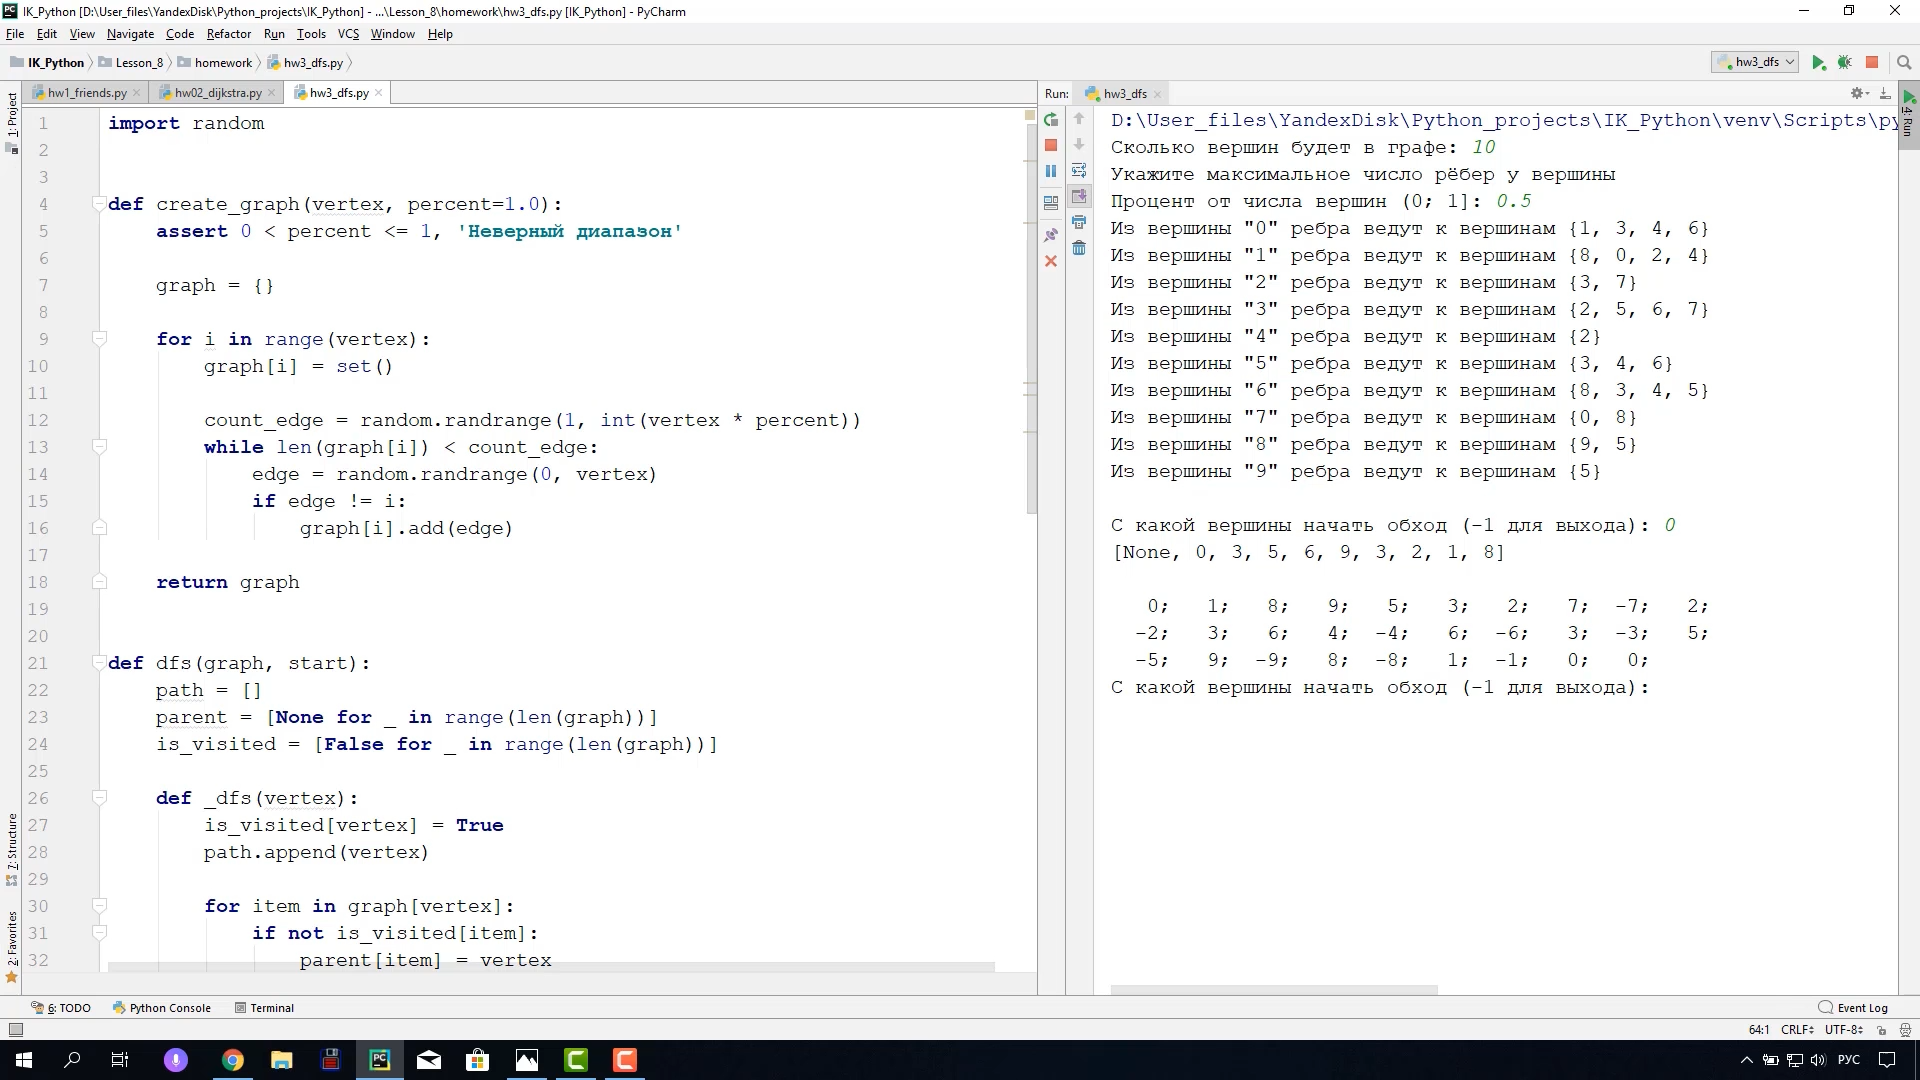 IK_Python [D:\User_files\YandexDisk\Python_projects\IK_Python] - ...\Lesson_8\homework\hw3_dfs.py [IK_Python] - PyCharm
File Edit View Navigate Code Refactor Run Tools VCS Window Help
IK_Python Lesson_8 homework hw3_dfs.py hw3_dfs
hw1_friends.py hw02_dijkstra.py hw3_dfs.py
1: Project
7: Structure
2: Favorites
1 import random
2
3
4 def create_graph(vertex, percent=1.0):
5 assert 0 < percent <= 1, 'Неверный диапазон'
6
7 graph = {}
8
9 for i in range(vertex):
10 graph[i] = set()
11
12 count_edge = random.randrange(1, int(vertex * percent))
13 while len(graph[i]) < count_edge:
14 edge = random.randrange(0, vertex)
15 if edge != i:
16 graph[i].add(edge)
17
18 return graph
19
20
21 def dfs(graph, start):
22 path = []
23 parent = [None for _ in range(len(graph))]
24 is_visited = [False for _ in range(len(graph))]
25
26 def _dfs(vertex):
27 is_visited[vertex] = True
28 path.append(vertex)
29
30 for item in graph[vertex]:
31 if not is_visited[item]:
32 parent[item] = vertex
Run: hw3_dfs
4: Run
D:\User_files\YandexDisk\Python_projects\IK_Python\venv\Scripts\py
Сколько вершин будет в графе: 10
Укажите максимальное число рёбер у вершины
Процент от числа вершин (0; 1]: 0.5
Из вершины "0" ребра ведут к вершинам {1, 3, 4, 6}
Из вершины "1" ребра ведут к вершинам {8, 0, 2, 4}
Из вершины "2" ребра ведут к вершинам {3, 7}
Из вершины "3" ребра ведут к вершинам {2, 5, 6, 7}
Из вершины "4" ребра ведут к вершинам {2}
Из вершины "5" ребра ведут к вершинам {3, 4, 6}
Из вершины "6" ребра ведут к вершинам {8, 3, 4, 5}
Из вершины "7" ребра ведут к вершинам {0, 8}
Из вершины "8" ребра ведут к вершинам {9, 5}
Из вершины "9" ребра ведут к вершинам {5}
С какой вершины начать обход (-1 для выхода): 0
[None, 0, 3, 5, 6, 9, 3, 2, 1, 8]
0; 1; 8; 9; 5; 3; 2; 7; -7; 2;
-2; 3; 6; 4; -4; 6; -6; 3; -3; 5;
-5; 9; -9; 8; -8; 1; -1; 0; 0;
С какой вершины начать обход (-1 для выхода):
6: TODO Python Console Terminal Event Log
64:1 CRLF UTF-8
PC РУС